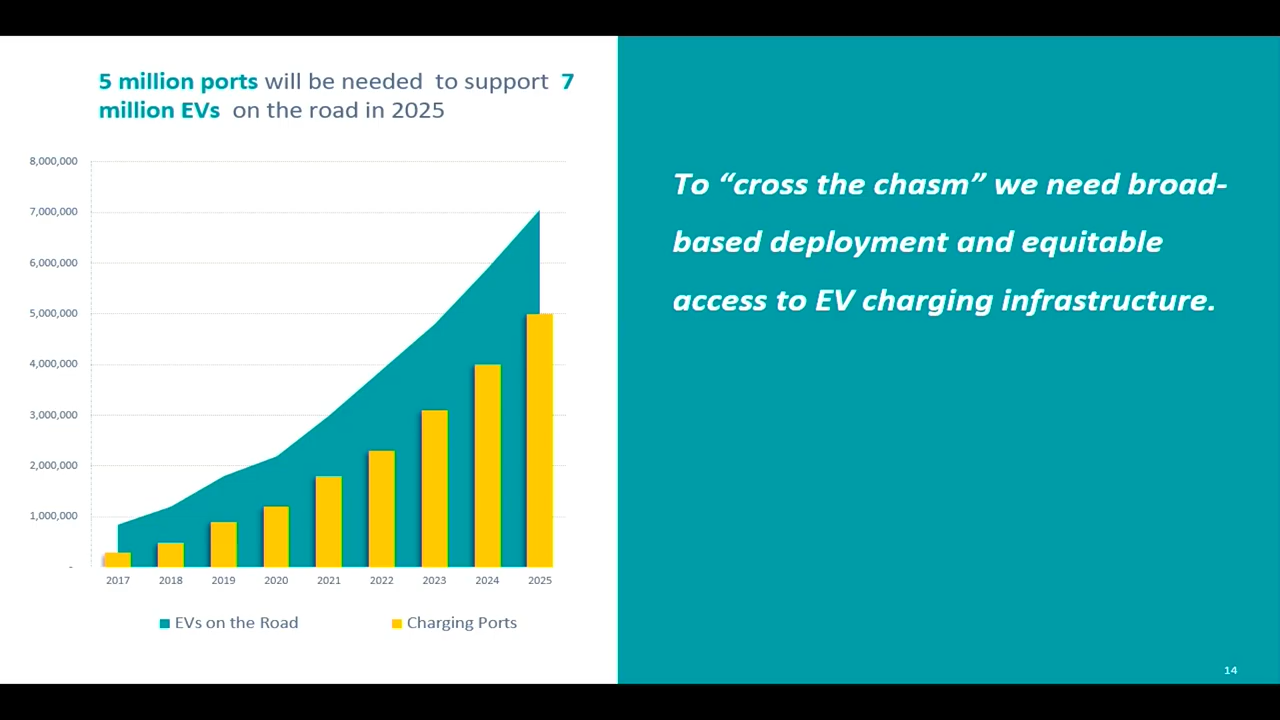 5 million ports will be needed to support 7
million EVs on the road in 2025
8,000,000
7,000,000
6,000,000
5,000,000
4,000,000
3,000,000
2,000,000
1,000,000
-
2017 2018 2019 2020 2021 2022 2023 2024 2025
EVs on the Road Charging Ports
To “cross the chasm” we need broad-
based deployment and equitable
access to EV charging infrastructure.
14